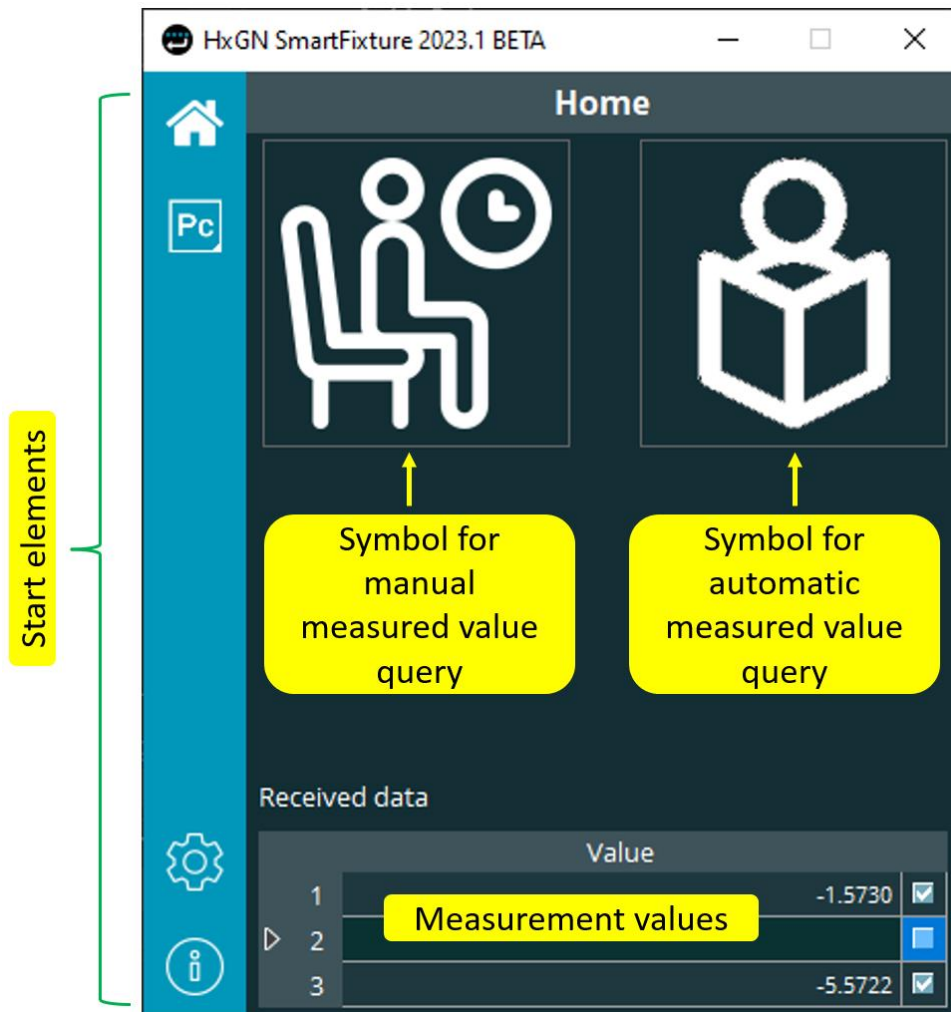 HxGN SmartFixture 2023.1 BETA
Home
Pc
Start elements
Symbol for
manual
measured value
query
Symbol for
automatic
measured value
query
Received data
Value
1 -1.5730
Measurement values
2
3 -5.5722